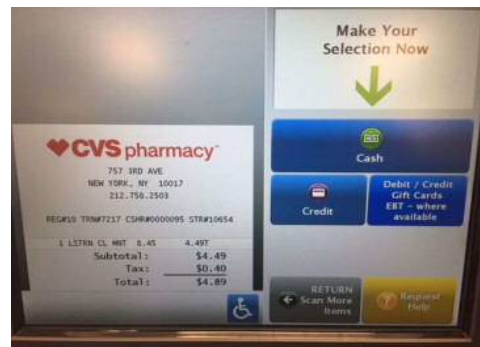 Make Your
Selection Now
CVS pharmacy
757 3RD AVE
NEW YORK, NY 10017
212.750.2503
REG#10 TRN#7217 CSHR#0000095 STR#10654
1 LSTRN CL MNT 8.45 4.49T
Subtotal: $4.49
Tax: $0.40
Total: $4.89
Cash
Credit
Debit / Credit
Gift Cards
EBT - where
available
RETURN
Scan More
Items
Request
Help